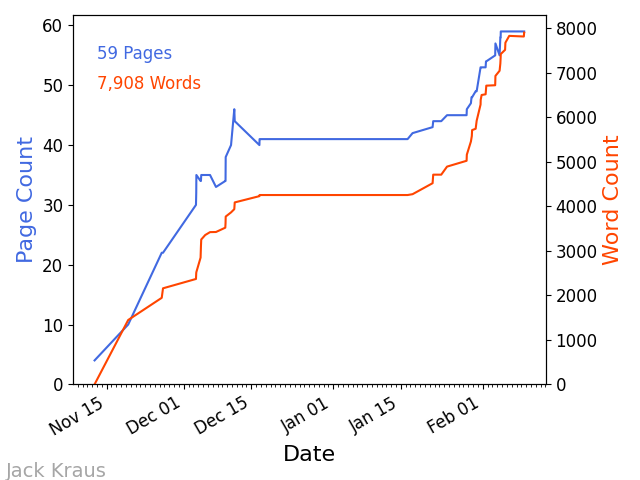 59 Pages
7,908 Words
60
50
40
30
20
10
0
Page Count
8000
7000
6000
5000
4000
3000
2000
1000
0
Word Count
Nov 15
Dec 01
Dec 15
Jan 01
Jan 15
Feb 01
Date
Jack Kraus